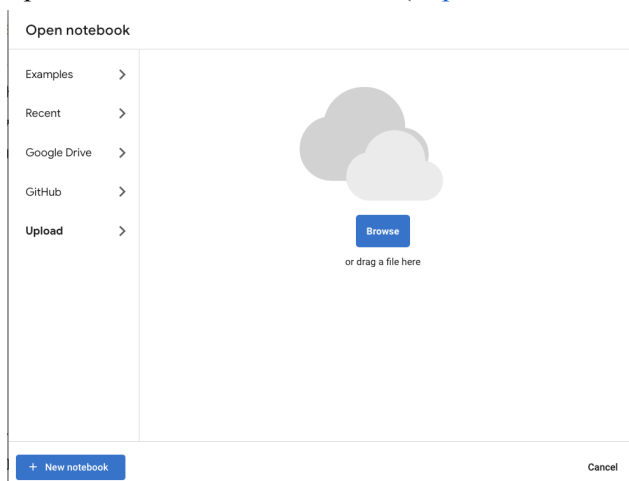 Open notebook
Examples
Recent
Google Drive
GitHub
Upload
Browse
or drag a file here
+ New notebook
Cancel